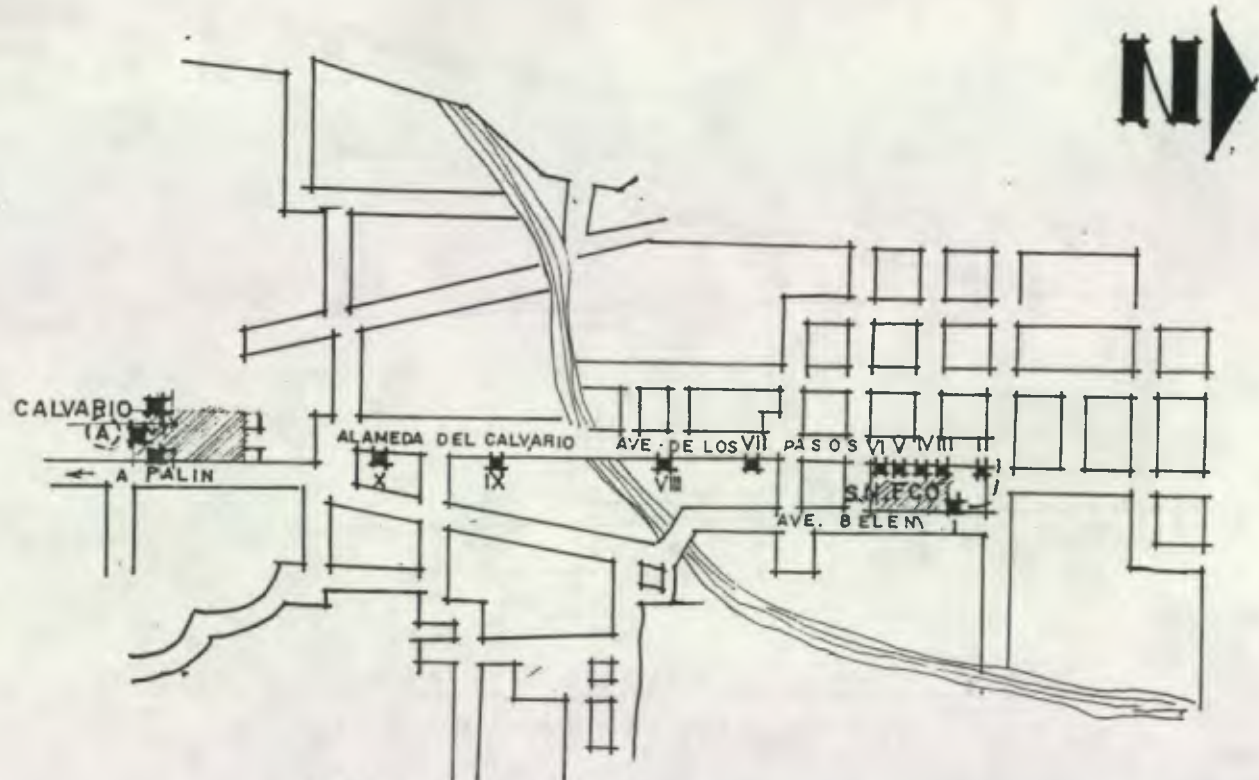 N
CALVARIO
(A)
← A PALIN
ALAMEDA DEL CALVARIO
X
IX
AVE. DE LOS VII PASOS VI V IV III II
VIII
S.N. FCO
I
AVE. BELEM